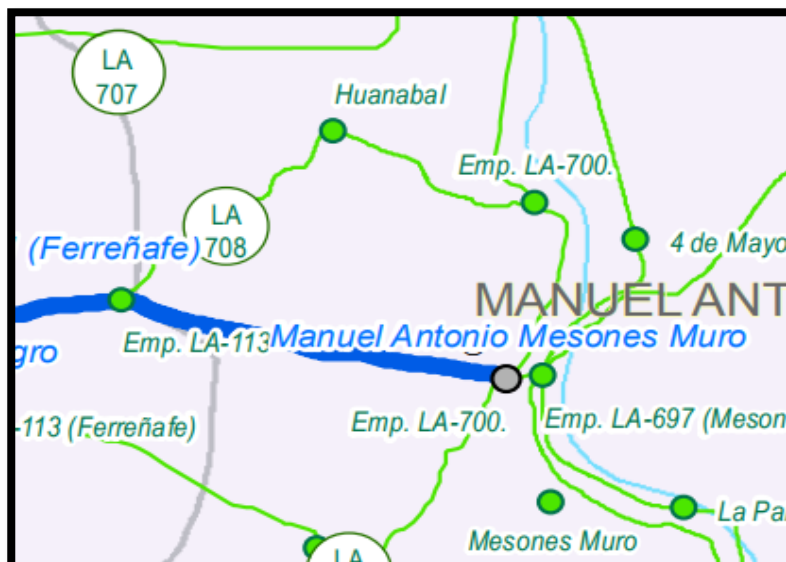 LA
707
Huanabal
Emp. LA-700.
LA
708
(Ferreñafe)
4 de Mayo
MANUEL ANT
Emp. LA-113
Manuel Antonio Mesones Muro
gro
Emp. LA-700.
Emp. LA-697 (Meson
-113 (Ferreñafe)
La Pa
Mesones Muro
LA